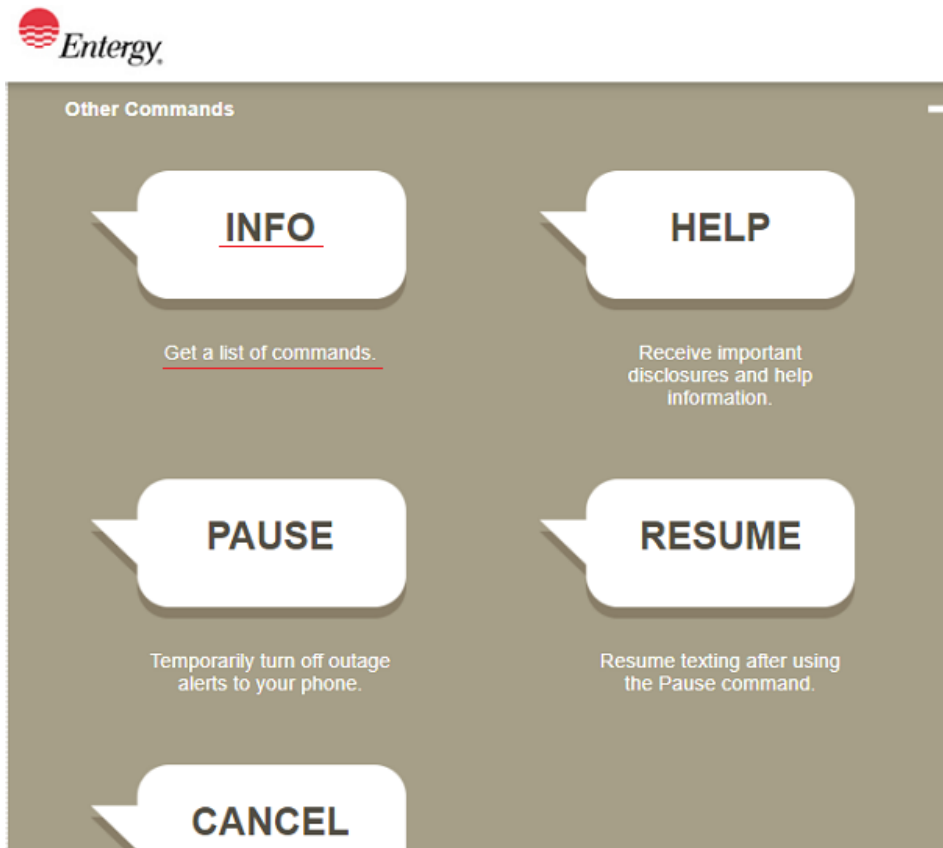 Entergy
Other Commands
INFO
Get a list of commands.
HELP
Receive important
disclosures and help
information.
PAUSE
Temporarily turn off outage
alerts to your phone.
RESUME
Resume texting after using
the Pause command.
CANCEL